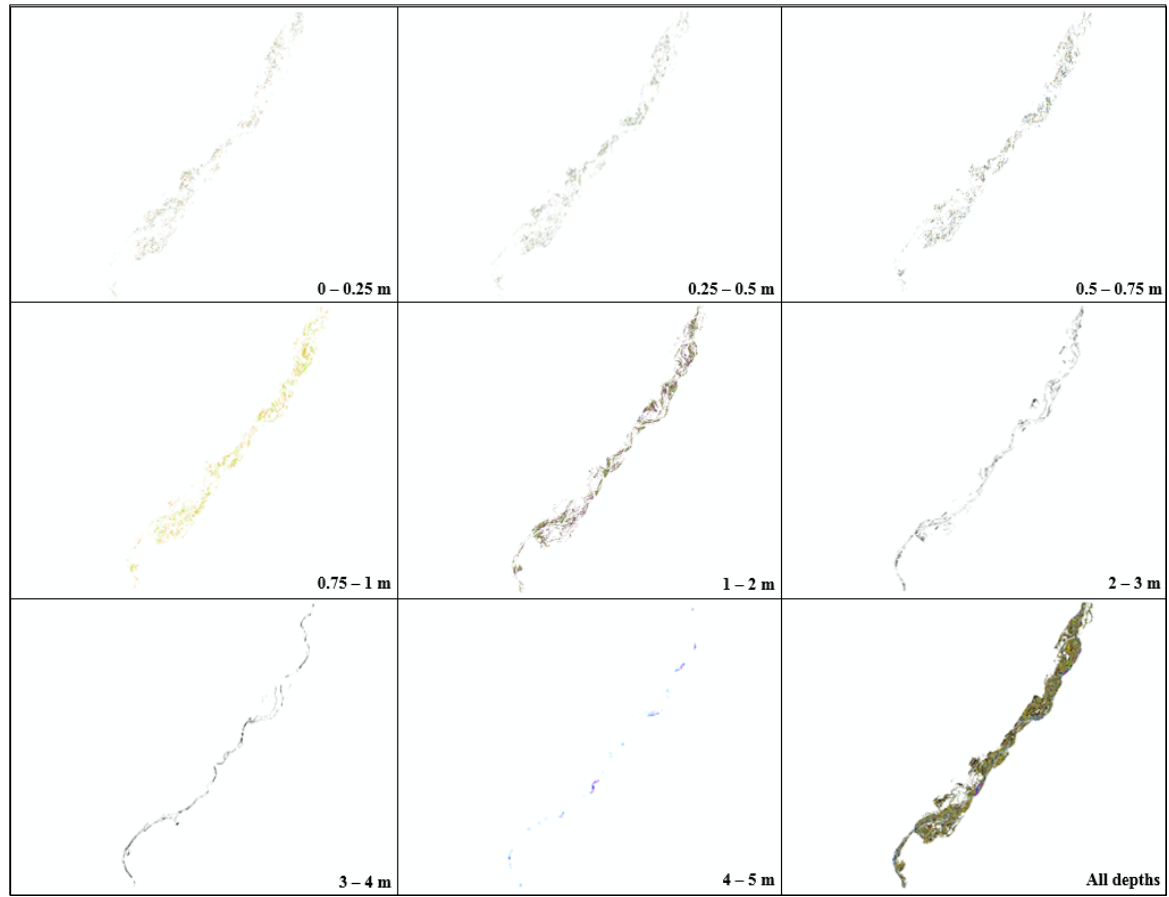 0 – 0.25 m
0.25 – 0.5 m
0.5 – 0.75 m
0.75 – 1 m
1 – 2 m
2 – 3 m
3 – 4 m
4 – 5 m
All depths